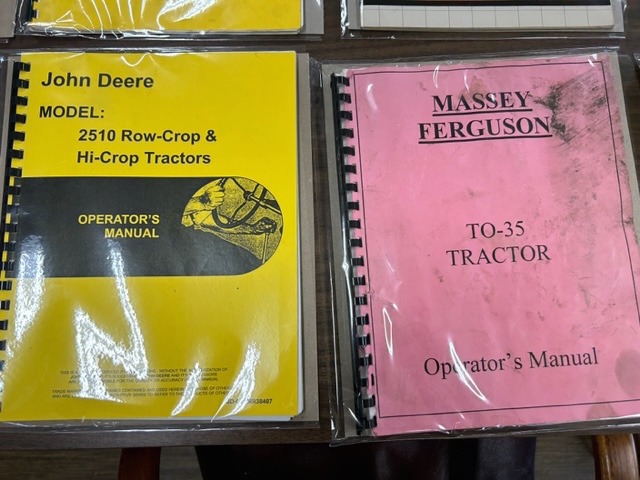 John Deere
MODEL:
2510 Row-Crop &
Hi-Crop Tractors
OPERATOR'S
MANUAL
MASSEY
FERGUSON
TO-35
TRACTOR
Operator's Manual